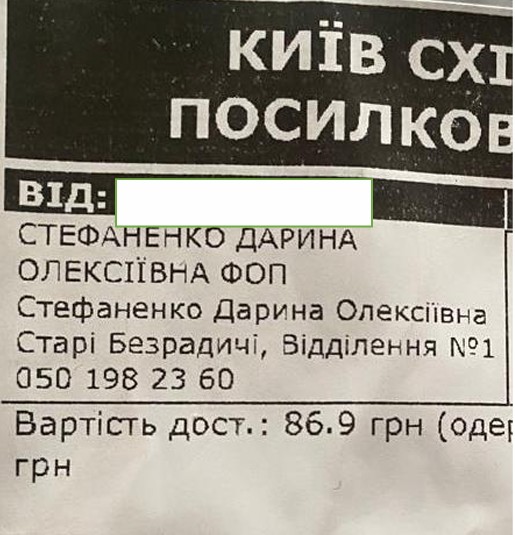 КИЇВ СХІ
ПОСИЛКОВ
ВІД:
СТЕФАНЕНКО ДАРИНА
ОЛЕКСІЇВНА ФОП
Стефаненко Дарина Олексіївна
Старі Безрадичі, Відділення №1
050 198 23 60
Вартість дост.: 86.9 грн (одер
грн